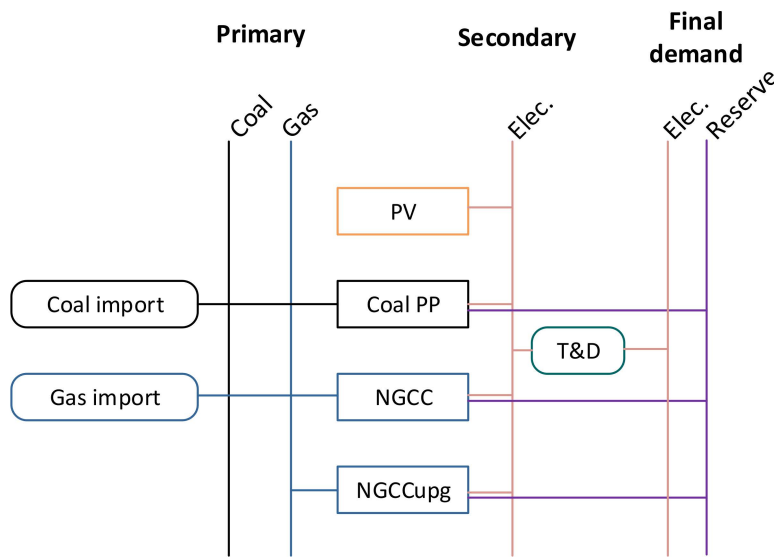 Primary
Secondary
Final
demand
Coal
Gas
Elec.
Elec.
Reserve
PV
Coal import
Coal PP
T&D
Gas import
NGCC
NGCCupg